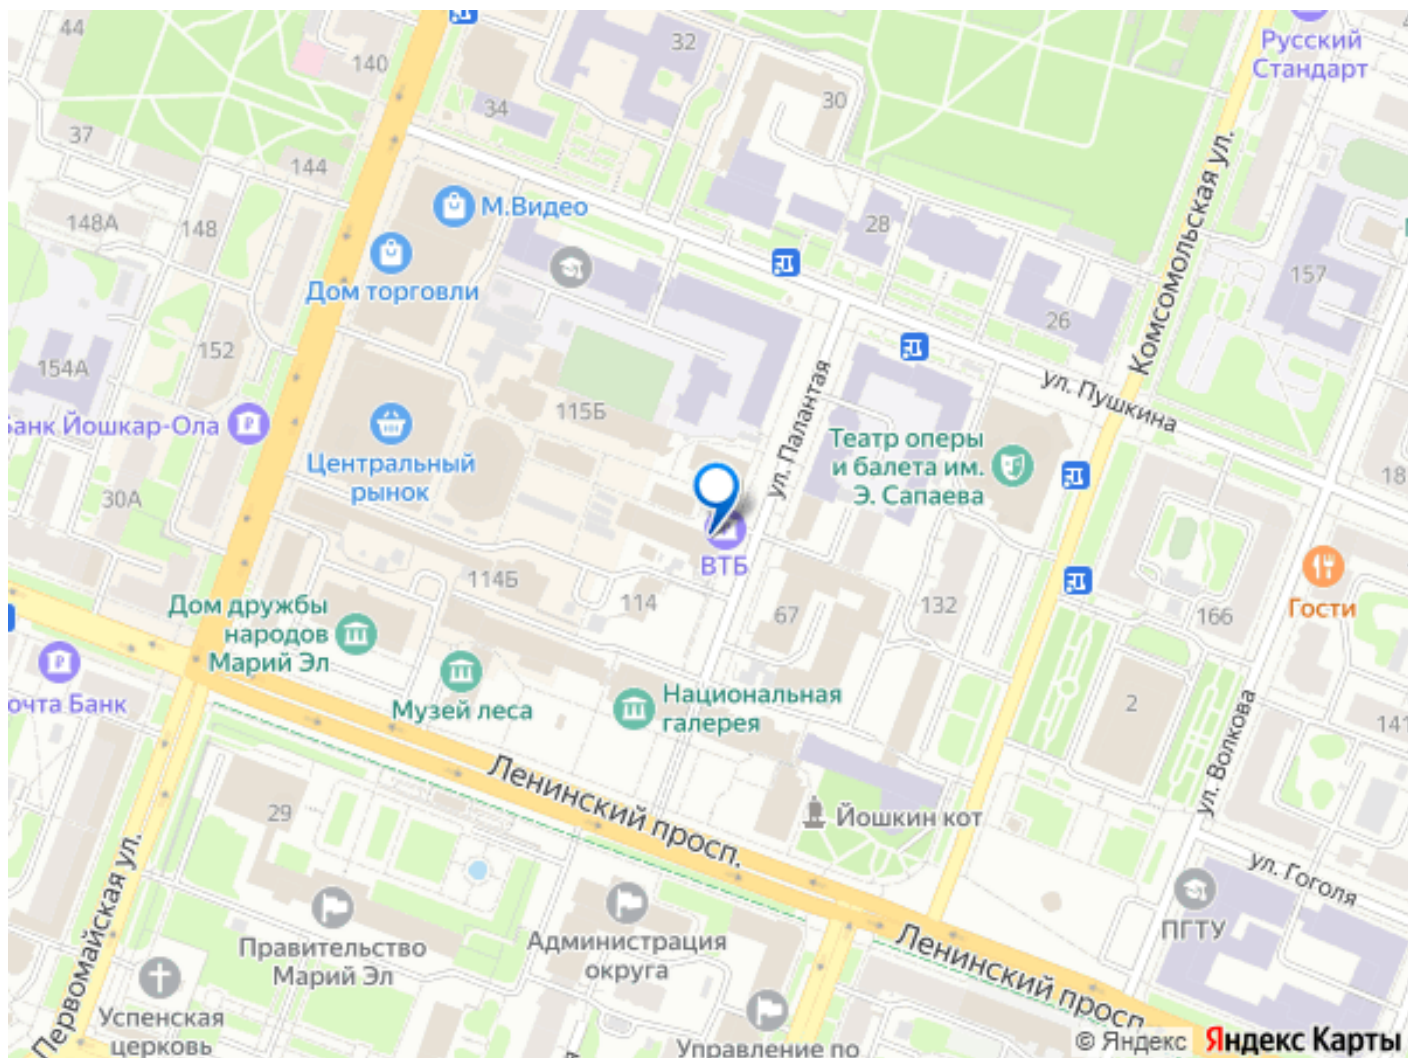 44
140
32
34
30
Русский
Стандарт
37
144
148А
148
М.Видео
28
Комсомольская ул.
157
Дом торговли
26
152
154А
115Б
ул. Палантая
ул. Пушкина
анк Йошкар-Ола
Центральный
рынок
Театр оперы
и балета им.
Э. Сапаева
18
30А
ВТБ
114Б
114
67
132
166
Гости
Дом дружбы
народов
Марий Эл
очта Банк
Музей леса
Национальная
галерея
2
141
ул. Волкова
Ленинский просп.
29
Йошкин кот
ул. Гоголя
Первомайская ул.
Правительство
Марий Эл
Администрация
округа
ПГТУ
Ленинский просп.
Успенская
церковь
Управление по
© Яндекс Яндекс Карты